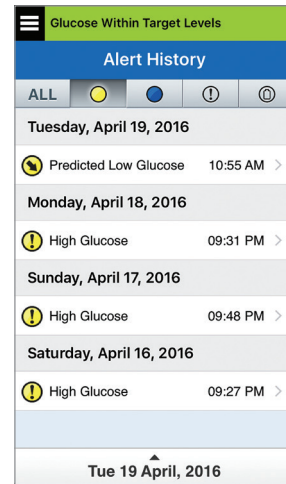 Glucose Within Target Levels
Alert History
ALL
Tuesday, April 19, 2016
Predicted Low Glucose 10:55 AM
Monday, April 18, 2016
High Glucose 09:31 PM
Sunday, April 17, 2016
High Glucose 09:48 PM
Saturday, April 16, 2016
High Glucose 09:27 PM
Tue 19 April, 2016